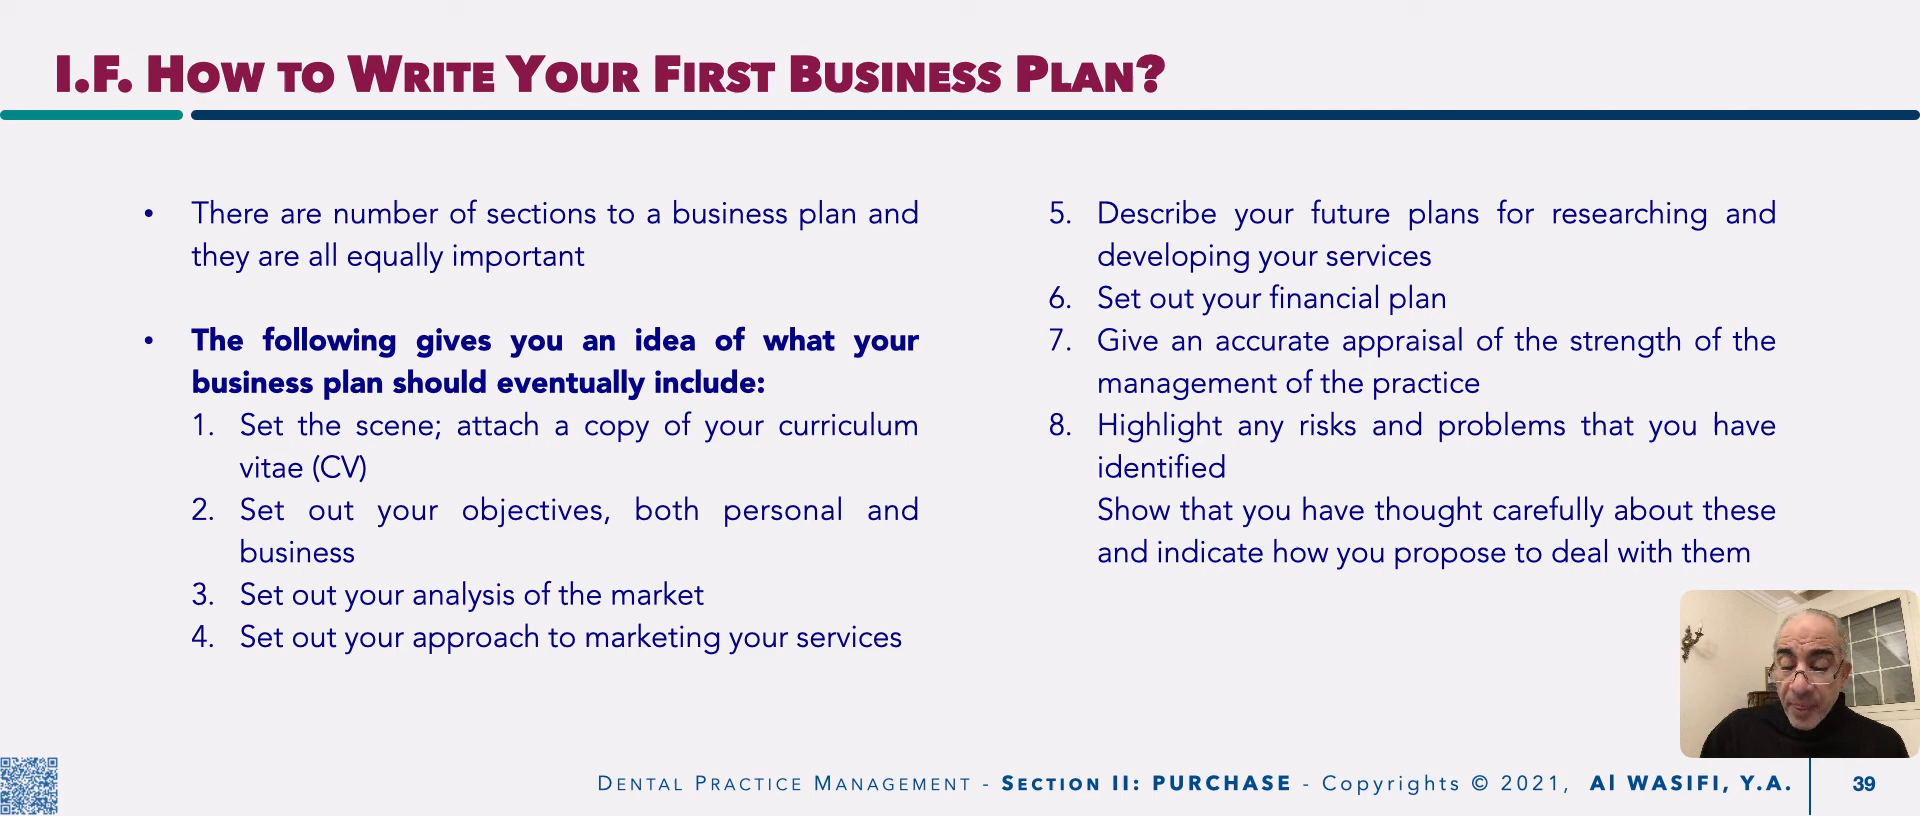 I.F. How to Write Your First Business Plan?
• There are number of sections to a business plan and
they are all equally important
• The following gives you an idea of what your
business plan should eventually include:
1. Set the scene; attach a copy of your curriculum
vitae (CV)
2. Set out your objectives, both personal and
business
3. Set out your analysis of the market
4. Set out your approach to marketing your services
5. Describe your future plans for researching and
developing your services
6. Set out your financial plan
7. Give an accurate appraisal of the strength of the
management of the practice
8. Highlight any risks and problems that you have
identified
Show that you have thought carefully about these
and indicate how you propose to deal with them
Dental Practice Management - Section II: PURCHASE - Copyrights © 2021, Al WASIFI, Y.A. 39